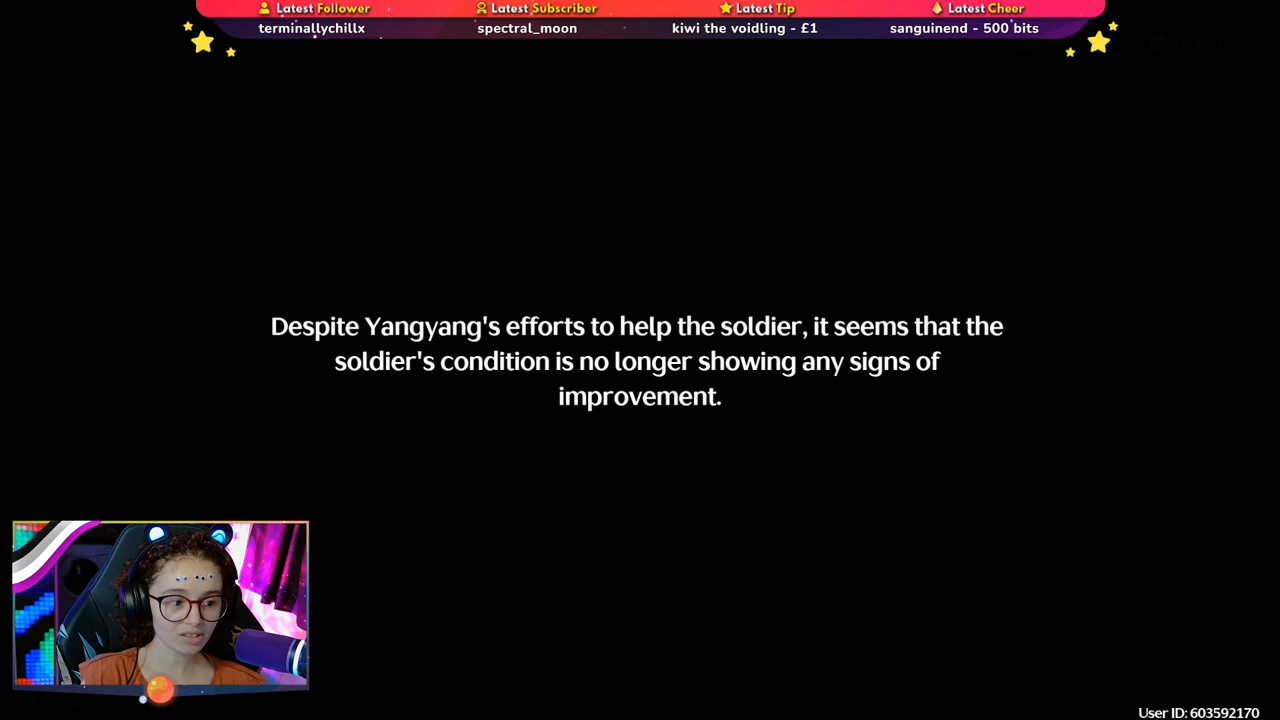 Latest Follower
Latest Subscriber
Latest Tip
Latest Cheer
terminallychillx
spectral_moon
kiwi the voidling - £1
sanguinend - 500 bits
Despite Yangyang's efforts to help the soldier, it seems that the
soldier's condition is no longer showing any signs of
improvement.
User ID: 603592170